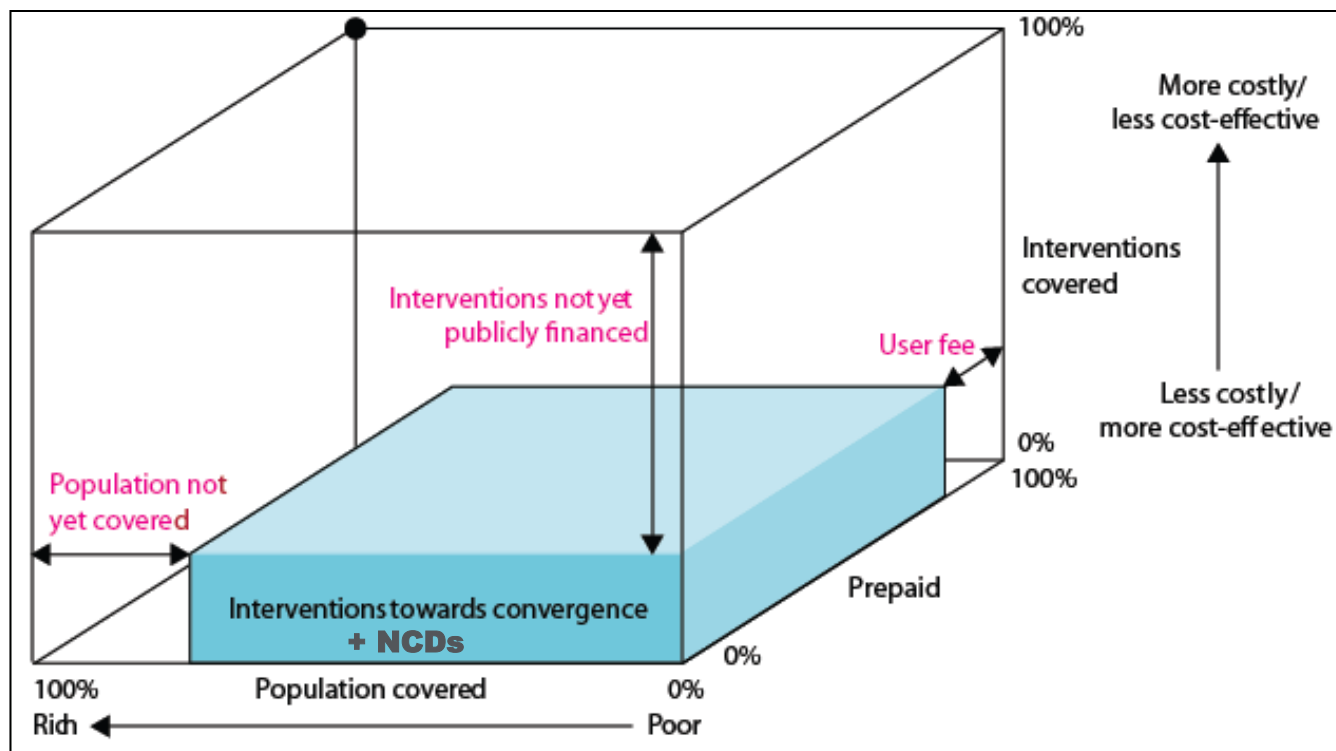 100%
More costly/
less cost-effective
Interventions
covered
Interventions not yet
publicly financed
User fee
Less costly/
more cost-effective
0%
100%
Population not
yet covered
Prepaid
Interventions towards convergence
+ NCDs
0%
100%
Population covered
0%
Rich
Poor